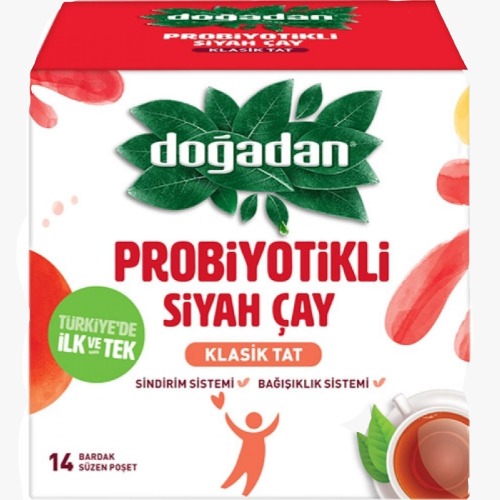 doğadan
PROBİYOTİKLİ
SİYAH ÇAY
KLASİK TAT
doğadan®
PROBİYOTİKLİ
SİYAH ÇAY
KLASİK TAT
SİNDİRİM SİSTEMİ BAĞIŞIKLIK SİSTEMİ
TÜRKİYE'DE
İLK VE TEK
14 BARDAK
SÜZEN POŞET